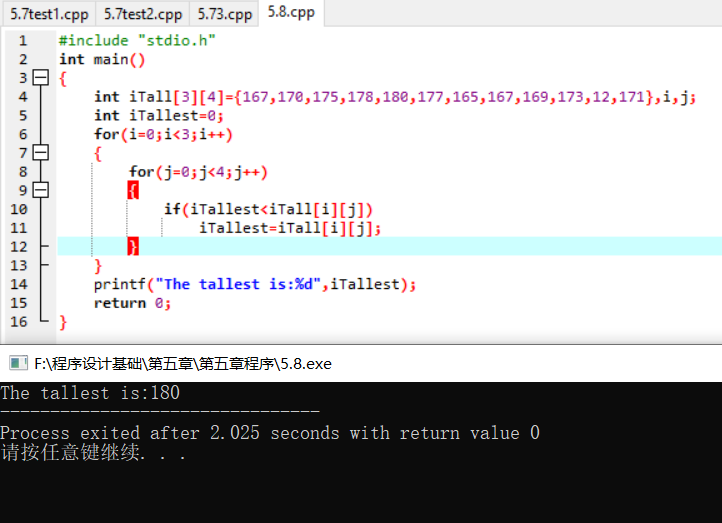 5.7test1.cpp 5.7test2.cpp 5.73.cpp 5.8.cpp
1 #include "stdio.h"
2 int main()
3 {
4 int iTall[3][4]={167,170,175,178,180,177,165,167,169,173,12,171},i,j;
5 int iTallest=0;
6 for(i=0;i<3;i++)
7 {
8 for(j=0;j<4;j++)
9 {
10 if(iTallest<iTall[i][j])
11 iTallest=iTall[i][j];
12 }
13 }
14 printf("The tallest is:%d",iTallest);
15 return 0;
16 }
F:\程序设计基础\第五章\第五章程序\5.8.exe
The tallest is:180
--------------------------------
Process exited after 2.025 seconds with return value 0
请按任意键继续. . .